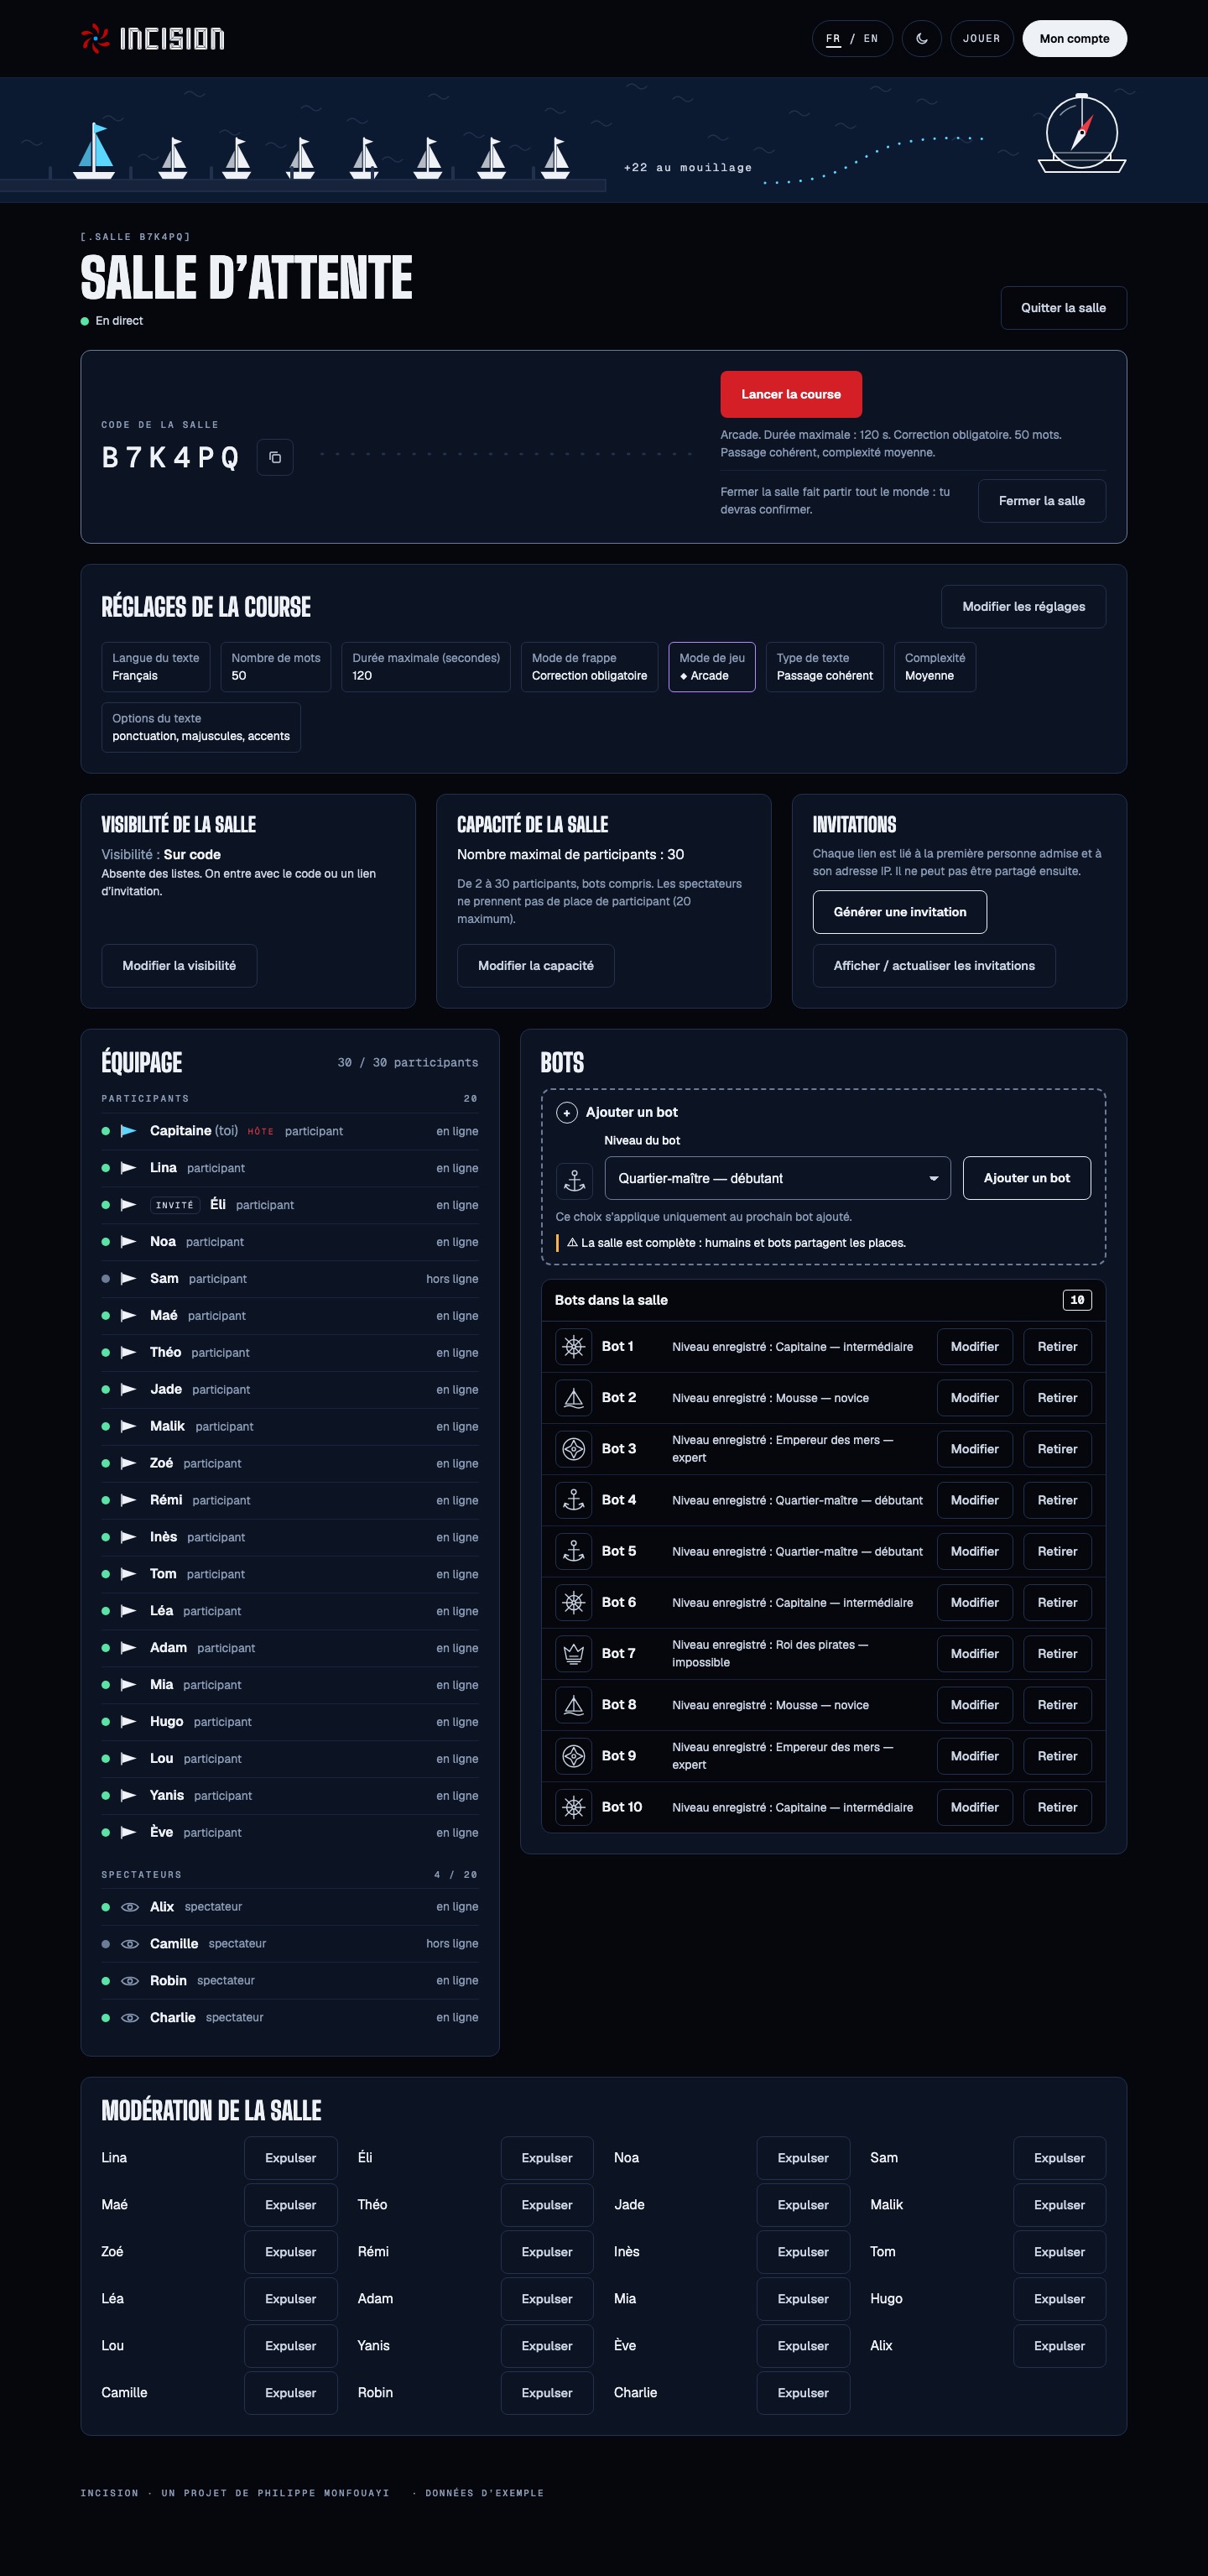 INCISION
FR / EN
JOUER
Mon compte
+22 au mouillage
[.SALLE B7K4PQ]
SALLE D’ATTENTE
En direct
Quitter la salle
CODE DE LA SALLE
B7K4PQ
Lancer la course
Arcade. Durée maximale : 120 s. Correction obligatoire. 50 mots.
Passage cohérent, complexité moyenne.
Fermer la salle fait partir tout le monde : tu
devras confirmer.
Fermer la salle
RÉGLAGES DE LA COURSE
Modifier les réglages
Langue du texte
Français
Nombre de mots
50
Durée maximale (secondes)
120
Mode de frappe
Correction obligatoire
Mode de jeu
◆ Arcade
Type de texte
Passage cohérent
Complexité
Moyenne
Options du texte
ponctuation, majuscules, accents
VISIBILITÉ DE LA SALLE
Visibilité : Sur code
Absente des listes. On entre avec le code ou un lien
d’invitation.
Modifier la visibilité
CAPACITÉ DE LA SALLE
Nombre maximal de participants : 30
De 2 à 30 participants, bots compris. Les spectateurs
ne prennent pas de place de participant (20
maximum).
Modifier la capacité
INVITATIONS
Chaque lien est lié à la première personne admise et à
son adresse IP. Il ne peut pas être partagé ensuite.
Générer une invitation
Afficher / actualiser les invitations
ÉQUIPAGE
30 / 30 participants
PARTICIPANTS 20
Capitaine (toi) HÔTE participant en ligne
Lina participant en ligne
INVITÉ Éli participant en ligne
Noa participant en ligne
Sam participant hors ligne
Maé participant en ligne
Théo participant en ligne
Jade participant en ligne
Malik participant en ligne
Zoé participant en ligne
Rémi participant en ligne
Inès participant en ligne
Tom participant en ligne
Léa participant en ligne
Adam participant en ligne
Mia participant en ligne
Hugo participant en ligne
Lou participant en ligne
Yanis participant en ligne
Ève participant en ligne
SPECTATEURS 4 / 20
Alix spectateur en ligne
Camille spectateur hors ligne
Robin spectateur en ligne
Charlie spectateur en ligne
BOTS
+ Ajouter un bot
Niveau du bot
Quartier-maître — débutant
Ajouter un bot
Ce choix s’applique uniquement au prochain bot ajouté.
⚠ La salle est complète : humains et bots partagent les places.
Bots dans la salle 10
Bot 1 Niveau enregistré : Capitaine — intermédiaire Modifier Retirer
Bot 2 Niveau enregistré : Mousse — novice Modifier Retirer
Bot 3 Niveau enregistré : Empereur des mers —
expert Modifier Retirer
Bot 4 Niveau enregistré : Quartier-maître — débutant Modifier Retirer
Bot 5 Niveau enregistré : Quartier-maître — débutant Modifier Retirer
Bot 6 Niveau enregistré : Capitaine — intermédiaire Modifier Retirer
Bot 7 Niveau enregistré : Roi des pirates —
impossible Modifier Retirer
Bot 8 Niveau enregistré : Mousse — novice Modifier Retirer
Bot 9 Niveau enregistré : Empereur des mers —
expert Modifier Retirer
Bot 10 Niveau enregistré : Capitaine — intermédiaire Modifier Retirer
MODÉRATION DE LA SALLE
Lina Expulser Éli Expulser Noa Expulser Sam Expulser
Maé Expulser Théo Expulser Jade Expulser Malik Expulser
Zoé Expulser Rémi Expulser Inès Expulser Tom Expulser
Léa Expulser Adam Expulser Mia Expulser Hugo Expulser
Lou Expulser Yanis Expulser Ève Expulser Alix Expulser
Camille Expulser Robin Expulser Charlie Expulser
INCISION · UN PROJET DE PHILIPPE MONFOUAYI · DONNÉES D’EXEMPLE